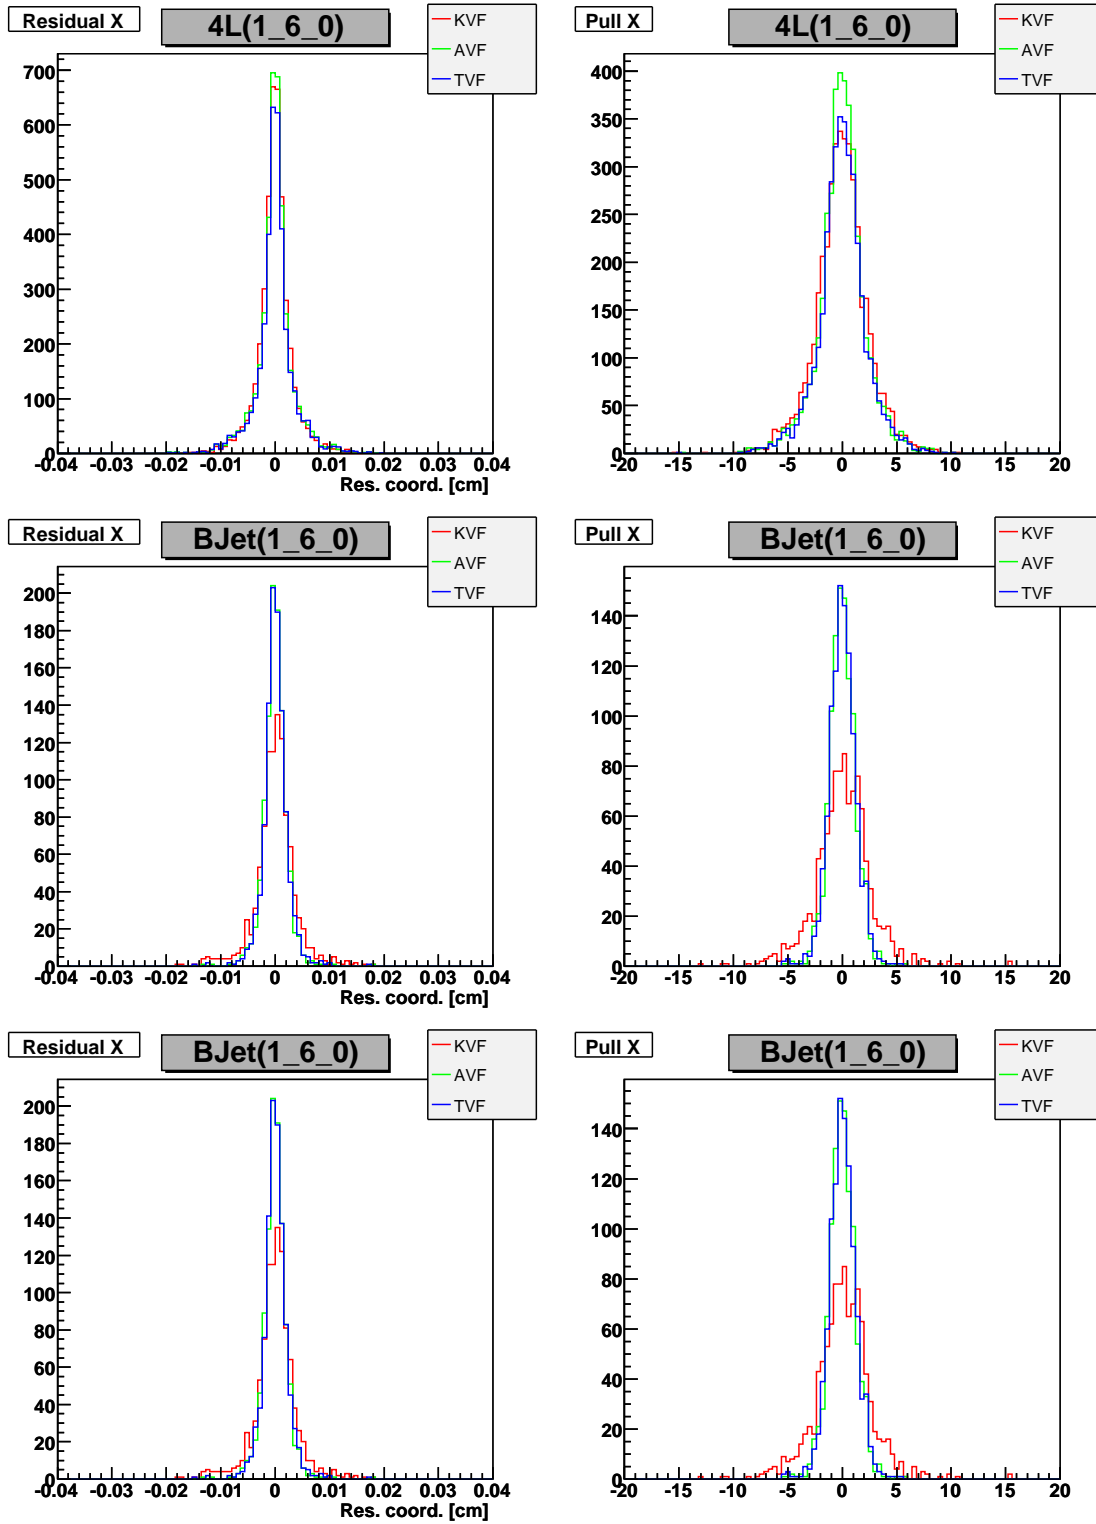 Residual X
4L(1_6_0)
KVF
AVF
TVF
700
600
500
400
300
200
100
0
-0.04 -0.03 -0.02 -0.01 0 0.01 0.02 0.03 0.04
Res. coord. [cm]
Pull X
4L(1_6_0)
KVF
AVF
TVF
400
350
300
250
200
150
100
50
0
-20 -15 -10 -5 0 5 10 15 20
Residual X
BJet(1_6_0)
KVF
AVF
TVF
200
180
160
140
120
100
80
60
40
20
0
-0.04 -0.03 -0.02 -0.01 0 0.01 0.02 0.03 0.04
Res. coord. [cm]
Pull X
BJet(1_6_0)
KVF
AVF
TVF
140
120
100
80
60
40
20
0
-20 -15 -10 -5 0 5 10 15 20
Residual X
BJet(1_6_0)
KVF
AVF
TVF
200
180
160
140
120
100
80
60
40
20
0
-0.04 -0.03 -0.02 -0.01 0 0.01 0.02 0.03 0.04
Res. coord. [cm]
Pull X
BJet(1_6_0)
KVF
AVF
TVF
140
120
100
80
60
40
20
0
-20 -15 -10 -5 0 5 10 15 20